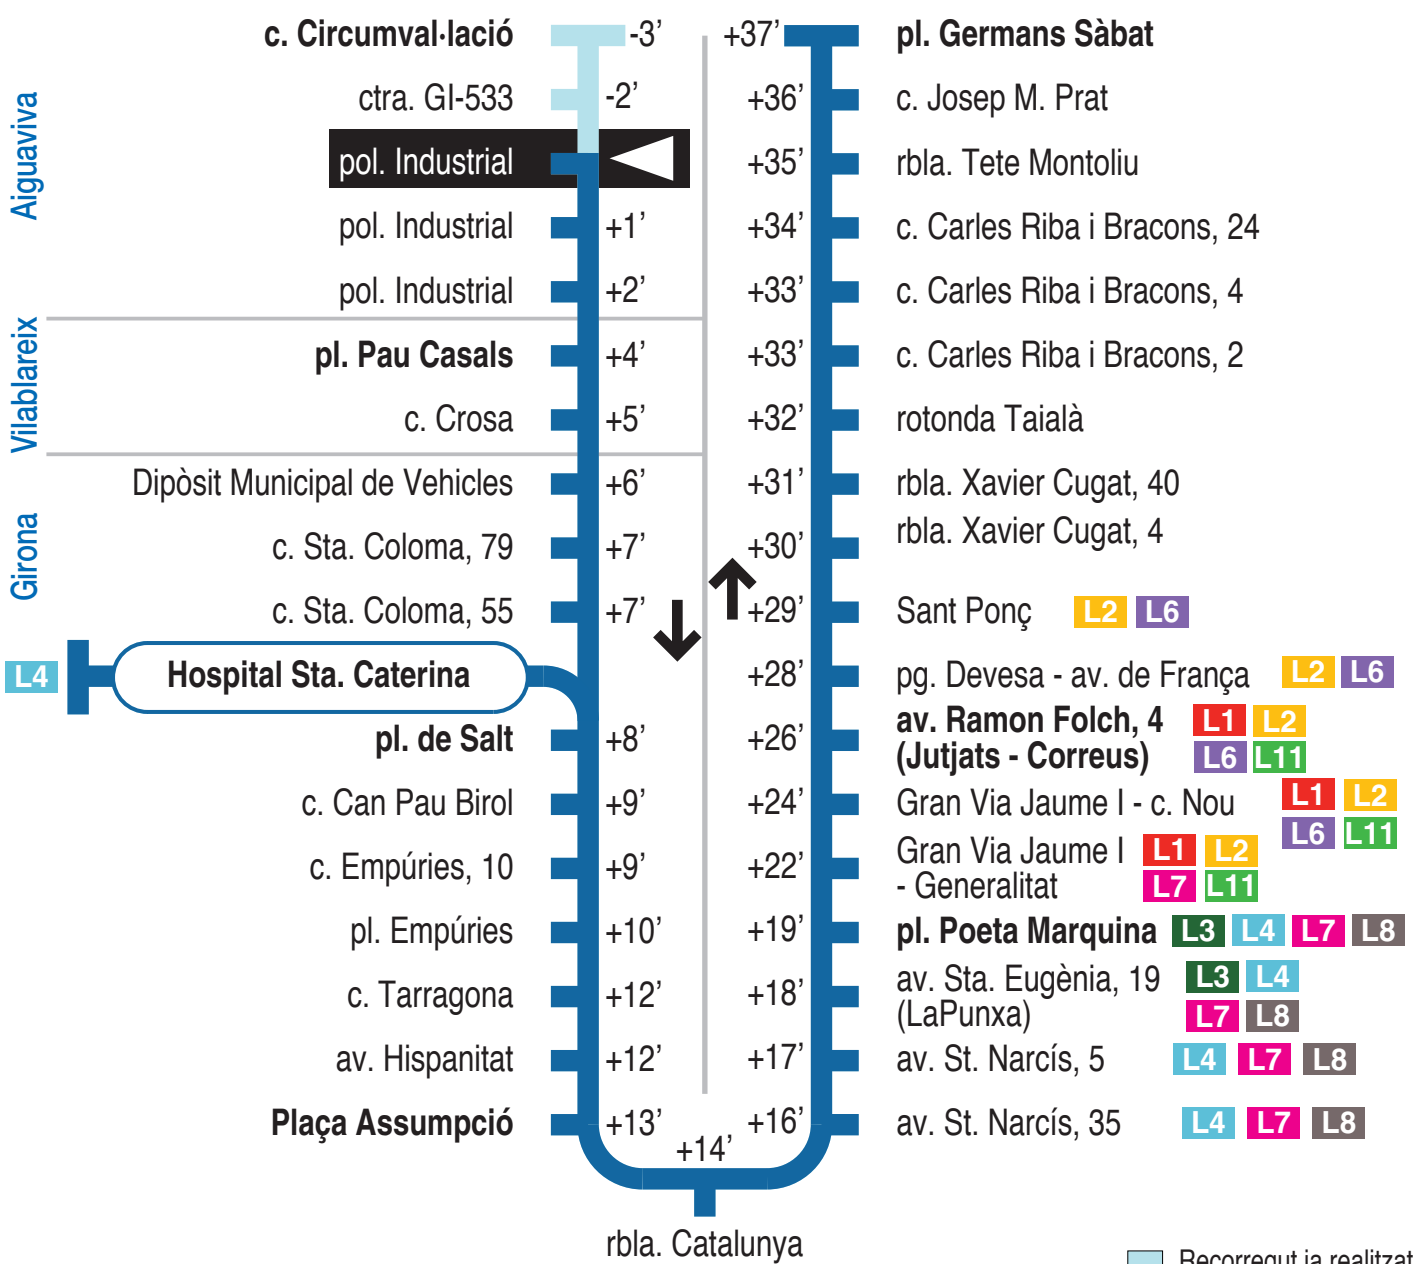 c. Circumval·lació -3’
ctra. GI-533 -2’
pol. Industrial
pol. Industrial +1’
pol. Industrial +2’
pl. Pau Casals +4’
c. Crosa +5’
Dipòsit Municipal de Vehicles +6’
c. Sta. Coloma, 79 +7’
c. Sta. Coloma, 55 +7’
L4 Hospital Sta. Caterina
pl. de Salt +8’
c. Can Pau Birol +9’
c. Empúries, 10 +9’
pl. Empúries +10’
c. Tarragona +12’
av. Hispanitat +12’
Plaça Assumpció +13’
Aiguaviva
Vilablareix
Girona
+14’
rbla. Catalunya
+37’ pl. Germans Sàbat
+36’ c. Josep M. Prat
+35’ rbla. Tete Montoliu
+34’ c. Carles Riba i Bracons, 24
+33’ c. Carles Riba i Bracons, 4
+33’ c. Carles Riba i Bracons, 2
+32’ rotonda Taialà
+31’ rbla. Xavier Cugat, 40
+30’ rbla. Xavier Cugat, 4
+29’ Sant Ponç L2 L6
+28’ pg. Devesa - av. de França L2 L6
+26’ av. Ramon Folch, 4 L1 L2
(Jutjats - Correus) L6 L11
+24’ Gran Via Jaume I - c. Nou L1 L2
L6 L11
+22’ Gran Via Jaume I L1 L2
- Generalitat L7 L11
+19’ pl. Poeta Marquina L3 L4 L7 L8
+18’ av. Sta. Eugènia, 19 L3 L4
(LaPunxa) L7 L8
+17’ av. St. Narcís, 5 L4 L7 L8
+16’ av. St. Narcís, 35 L4 L7 L8
Recorregut ja realitzat